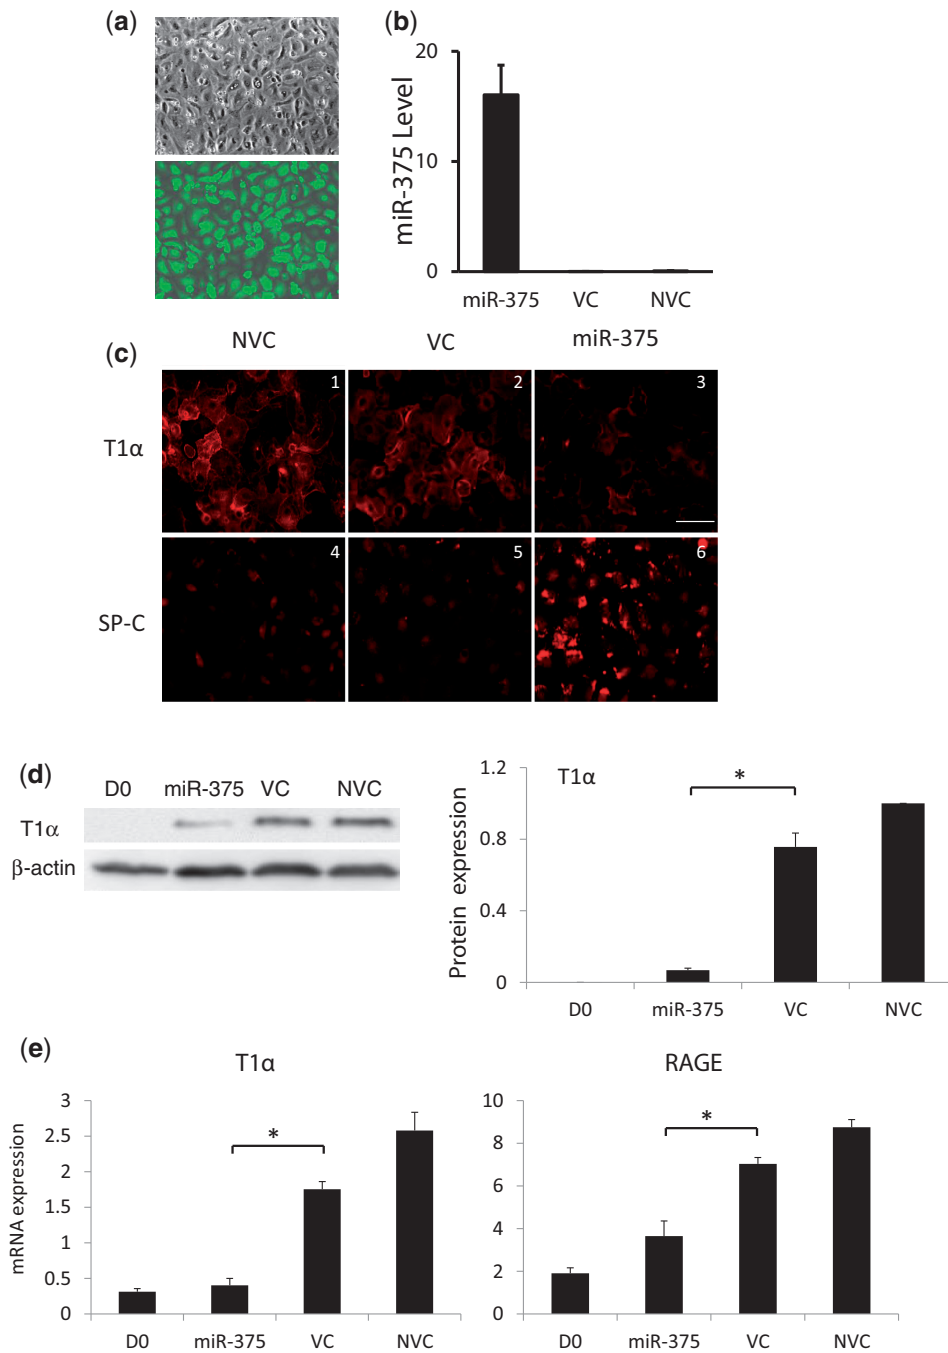 (a)
(b)
miR-375 Level
20
10
0
miR-375 VC NVC
(c)
NVC VC miR-375
T1α
1 2 3
SP-C
4 5 6
(d)
D0 miR-375 VC NVC
T1α
β-actin
T1α
*
Protein expression
1.2
0.8
0.4
0
D0 miR-375 VC NVC
(e)
T1α
mRNA expression
3
2.5
2
1.5
1
0.5
0
*
D0 miR-375 VC NVC
RAGE
10
8
6
4
2
0
*
D0 miR-375 VC NVC